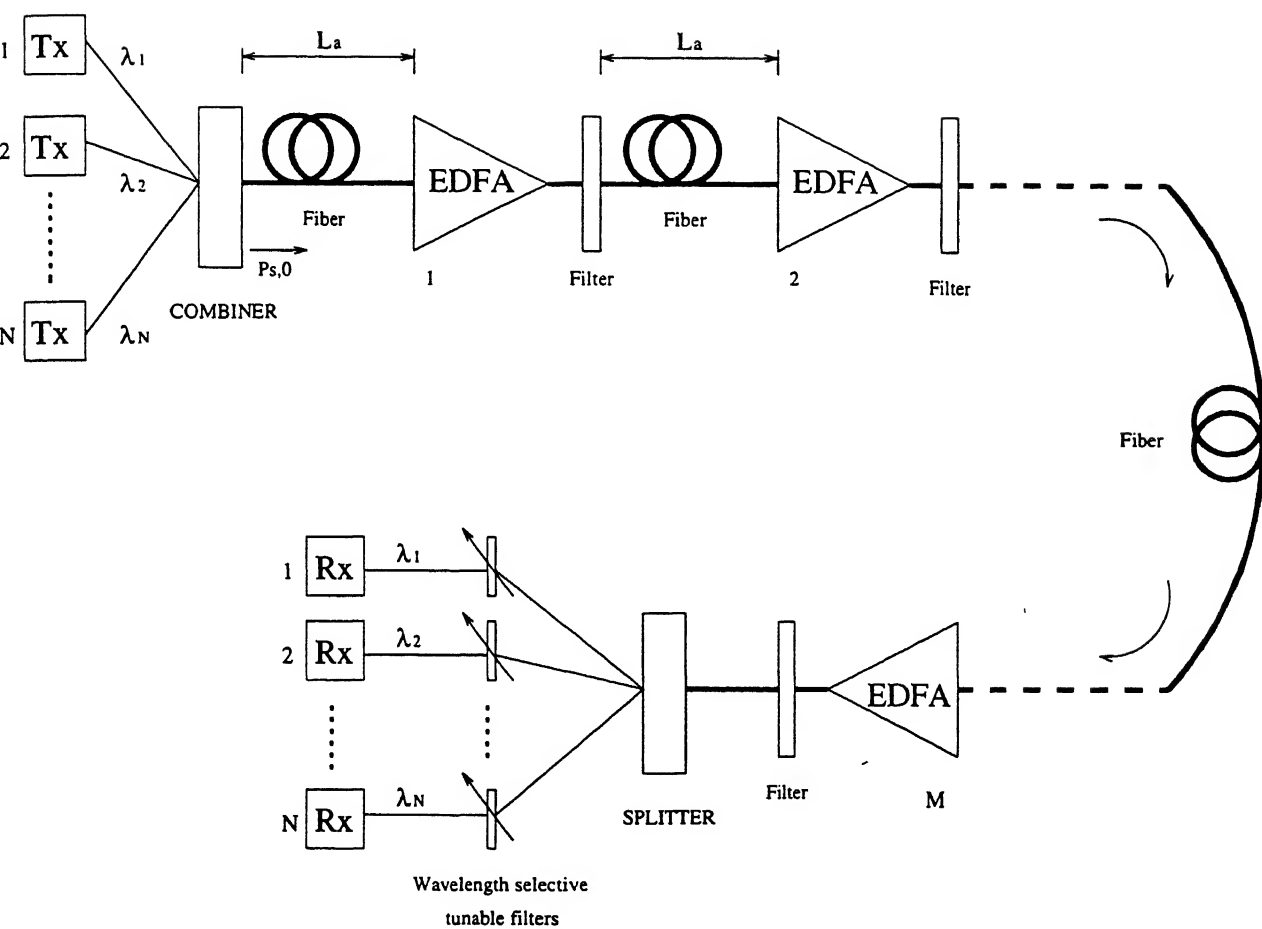 1 Tx λ1
2 Tx λ2
N Tx λN
COMBINER
Ps,0
La
Fiber
EDFA
1
Filter
La
Fiber
EDFA
2
Filter
Fiber
1 Rx λ1
2 Rx λ2
N Rx λN
Wavelength selective
tunable filters
SPLITTER
Filter
EDFA
M